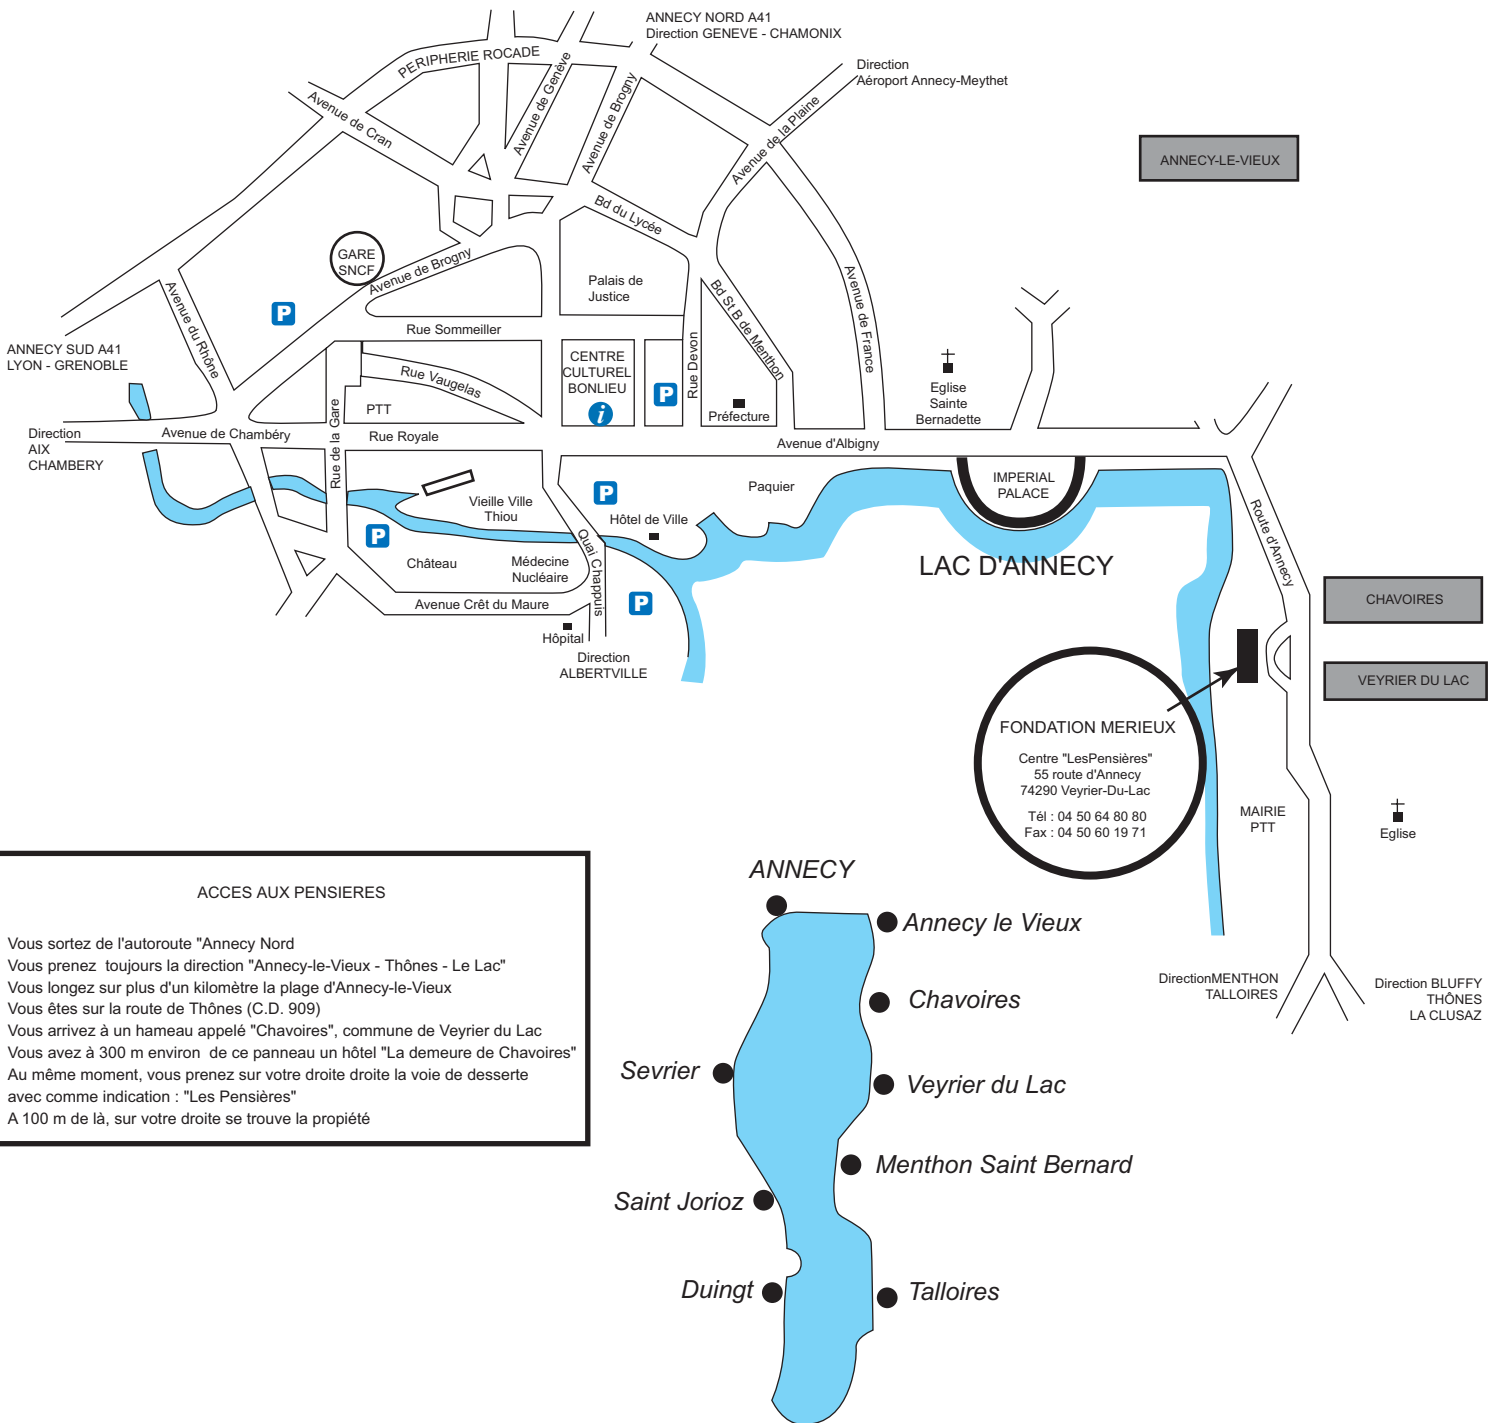 ANNECY NORD A41
Direction GENEVE - CHAMONIX
PERIPHERIE ROCADE
Direction
Aéroport Annecy-Meythet
Avenue de Cran
Avenue de Genève
Avenue de Brogny
Avenue de la Plaine
ANNECY-LE-VIEUX
Bd du Lycée
GARE
SNCF
Avenue de Brogny
Palais de
Justice
Bd St B de Menthon
Avenue de France
Avenue du Rhône
P
Rue Sommeiller
ANNECY SUD A41
LYON - GRENOBLE
Rue Vaugelas
CENTRE
CULTUREL
BONLIEU
i
P
Rue Devon
Préfecture
Eglise
Sainte
Bernadette
PTT
Rue de la Gare
Direction
AIX
CHAMBERY
Avenue de Chambéry
Rue Royale
Avenue d'Albigny
Vieille Ville
Thiou
P
Hôtel de Ville
Paquier
IMPERIAL
PALACE
Route d'Annecy
P
Château
Médecine
Nucléaire
Quai Chappuis
LAC D'ANNECY
CHAVOIRES
Avenue Crêt du Maure
P
Hôpital
Direction
ALBERTVILLE
VEYRIER DU LAC
FONDATION MERIEUX
Centre "LesPensières"
55 route d'Annecy
74290 Veyrier-Du-Lac
Tél : 04 50 64 80 80
Fax : 04 50 60 19 71
MAIRIE
PTT
Eglise
DirectionMENTHON
TALLOIRES
Direction BLUFFY
THÔNES
LA CLUSAZ
ACCES AUX PENSIERES
Vous sortez de l'autoroute "Annecy Nord
Vous prenez  toujours la direction "Annecy-le-Vieux - Thônes - Le Lac"
Vous longez sur plus d'un kilomètre la plage d'Annecy-le-Vieux
Vous êtes sur la route de Thônes (C.D. 909)
Vous arrivez à un hameau appelé "Chavoires", commune de Veyrier du Lac
Vous avez à 300 m environ  de ce panneau un hôtel "La demeure de Chavoires"
Au même moment, vous prenez sur votre droite droite la voie de desserte
avec comme indication : "Les Pensières"
A 100 m de là, sur votre droite se trouve la propiété
ANNECY
Annecy le Vieux
Chavoires
Sevrier
Veyrier du Lac
Menthon Saint Bernard
Saint Jorioz
Duingt
Talloires